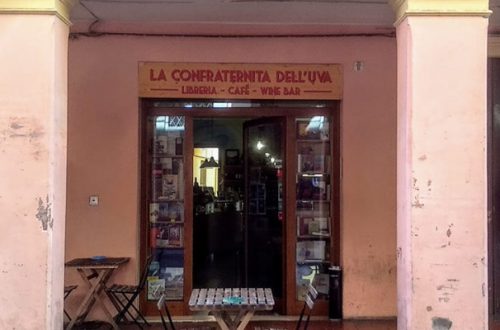 LA CONFRATERNITA DELL'UVA
LIBRERIA - CAFÈ - WINE BAR